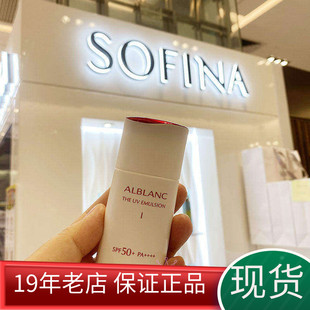 SOFINA
ALBLANC
THE UV EMULSION
I
SPF50+ PA++++
19年老店 保证正品
现货